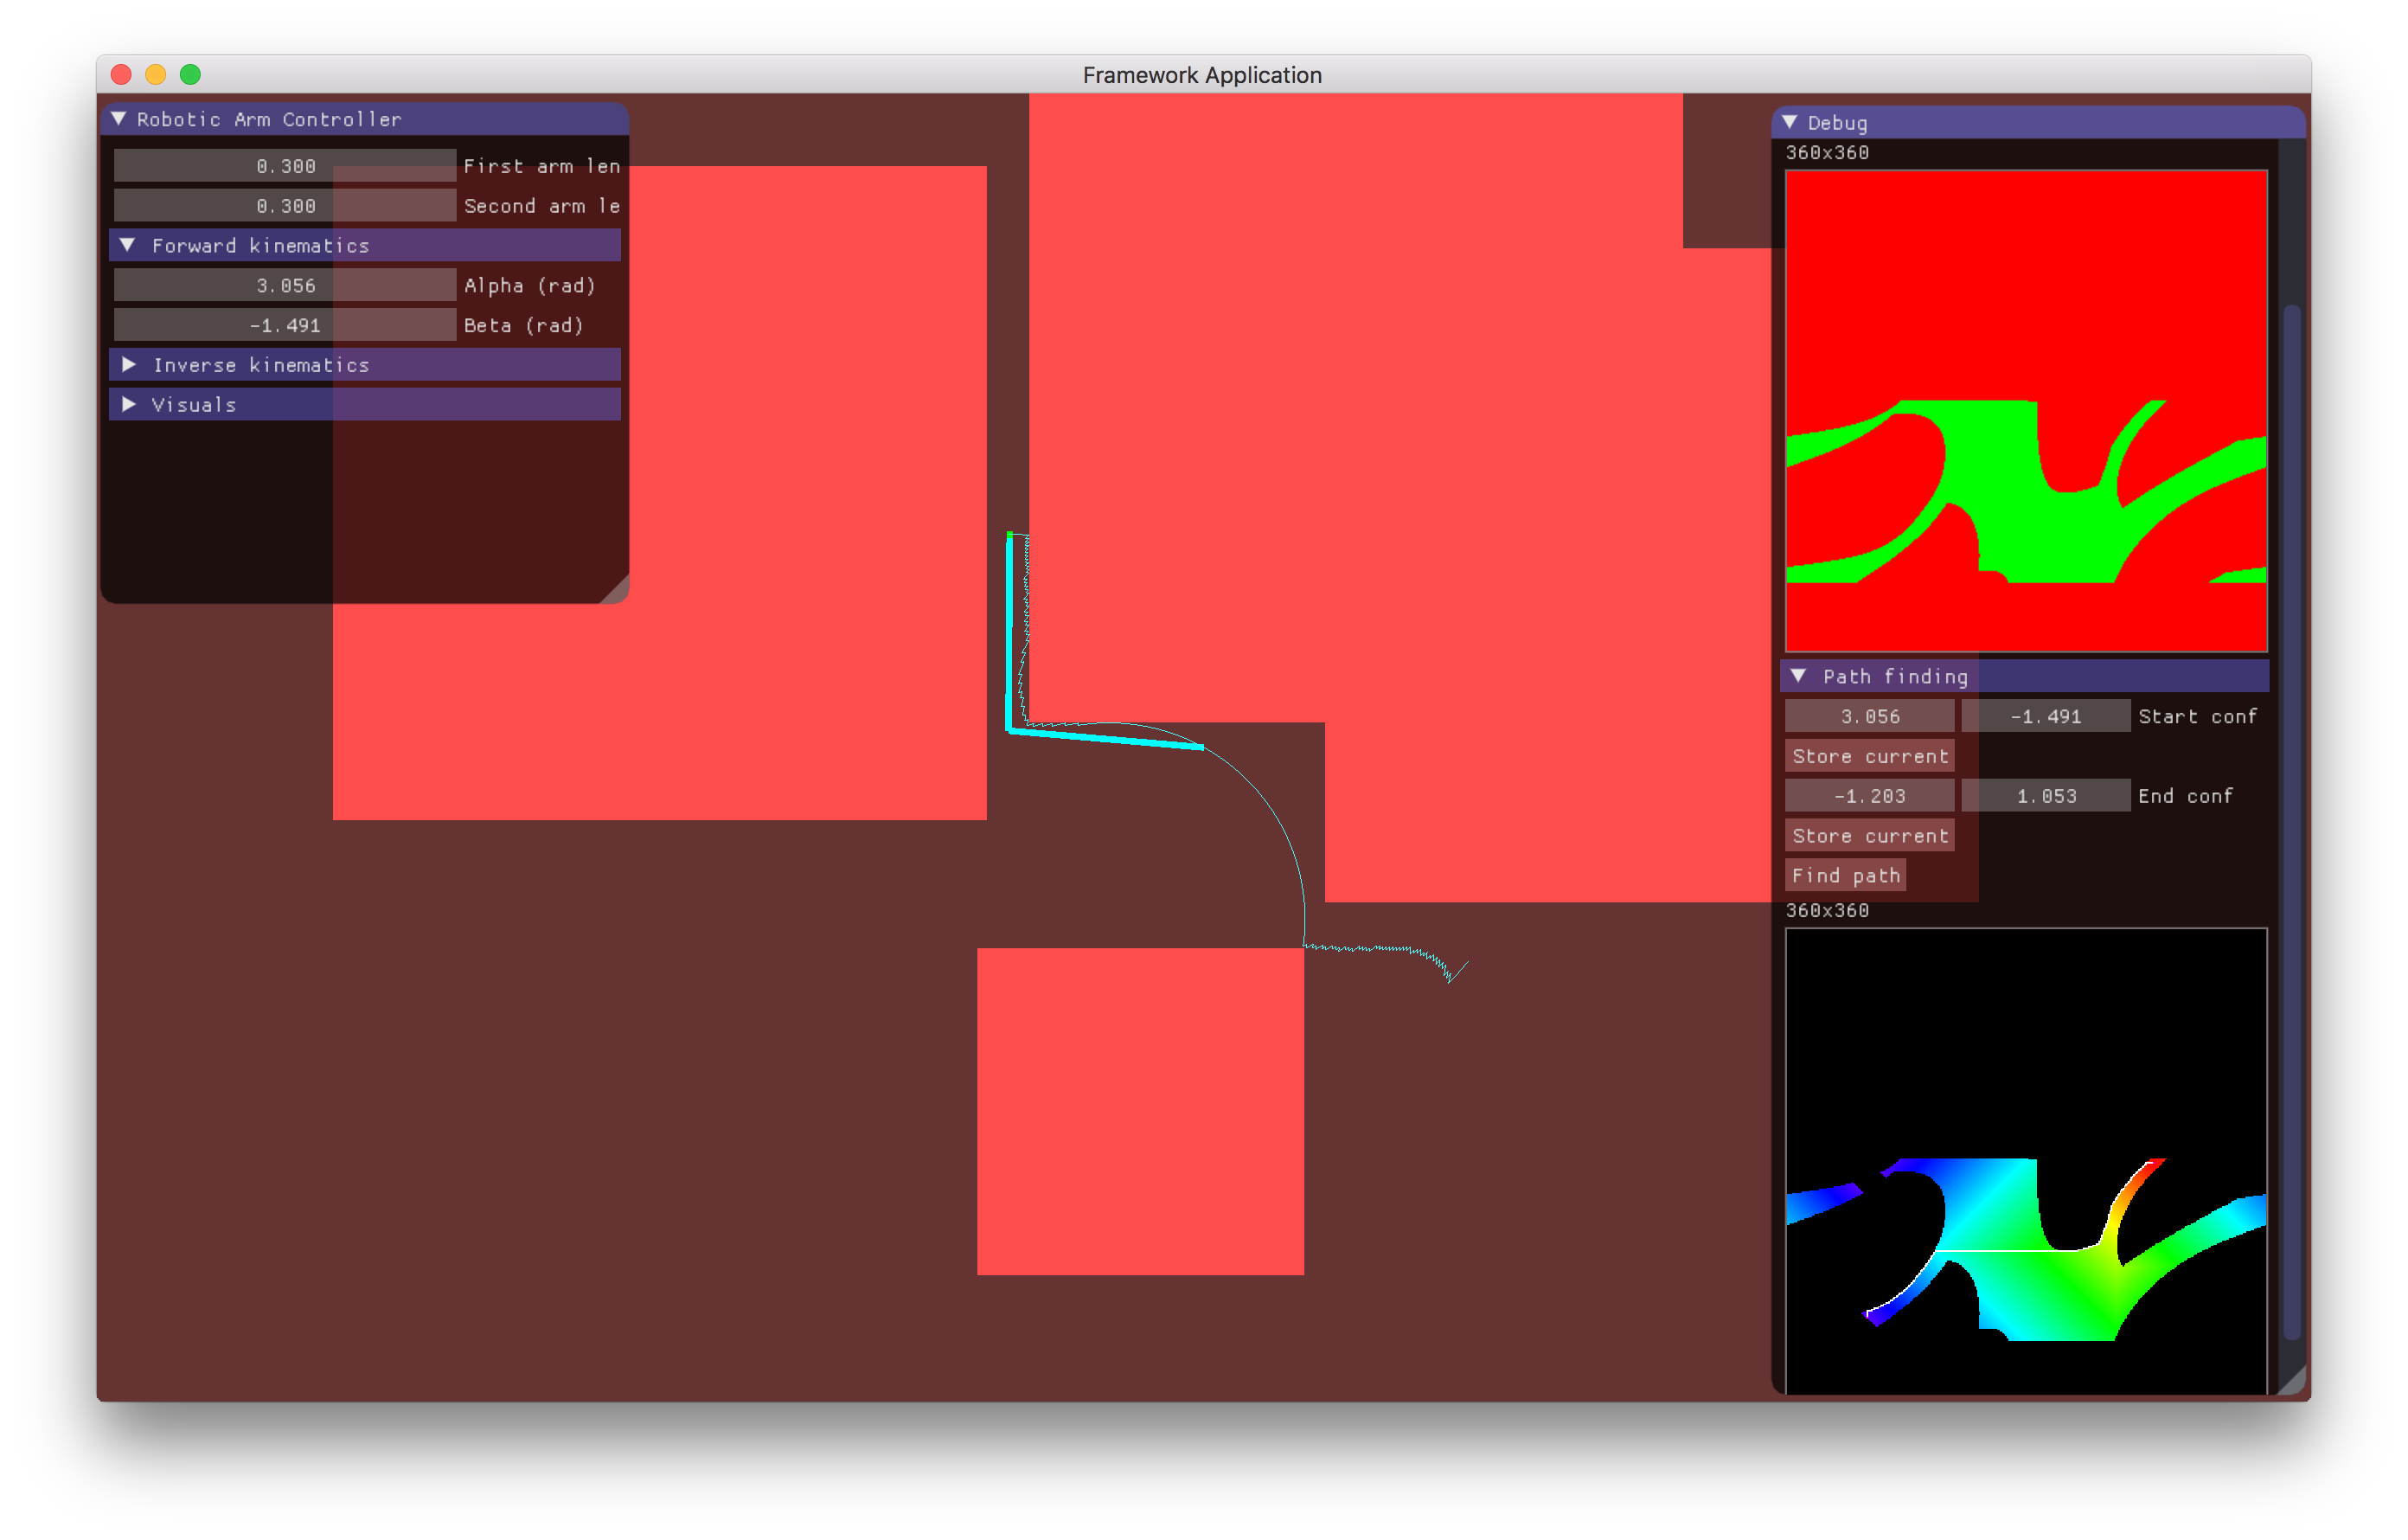 Framework Application
Robotic Arm Controller
0.300 First arm len
0.300 Second arm le
Forward kinematics
3.056 Alpha (rad)
-1.491 Beta (rad)
Inverse kinematics
Visuals
Debug
360x360
Path finding
3.056 -1.491 Start conf
Store current
-1.203 1.053 End conf
Store current
Find path
360x360